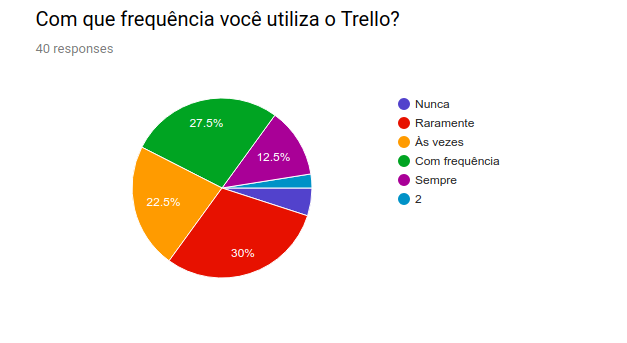 Com que frequência você utiliza o Trello?
40 responses
27.5%
12.5%
22.5%
30%
Nunca
Raramente
Às vezes
Com frequência
Sempre
2